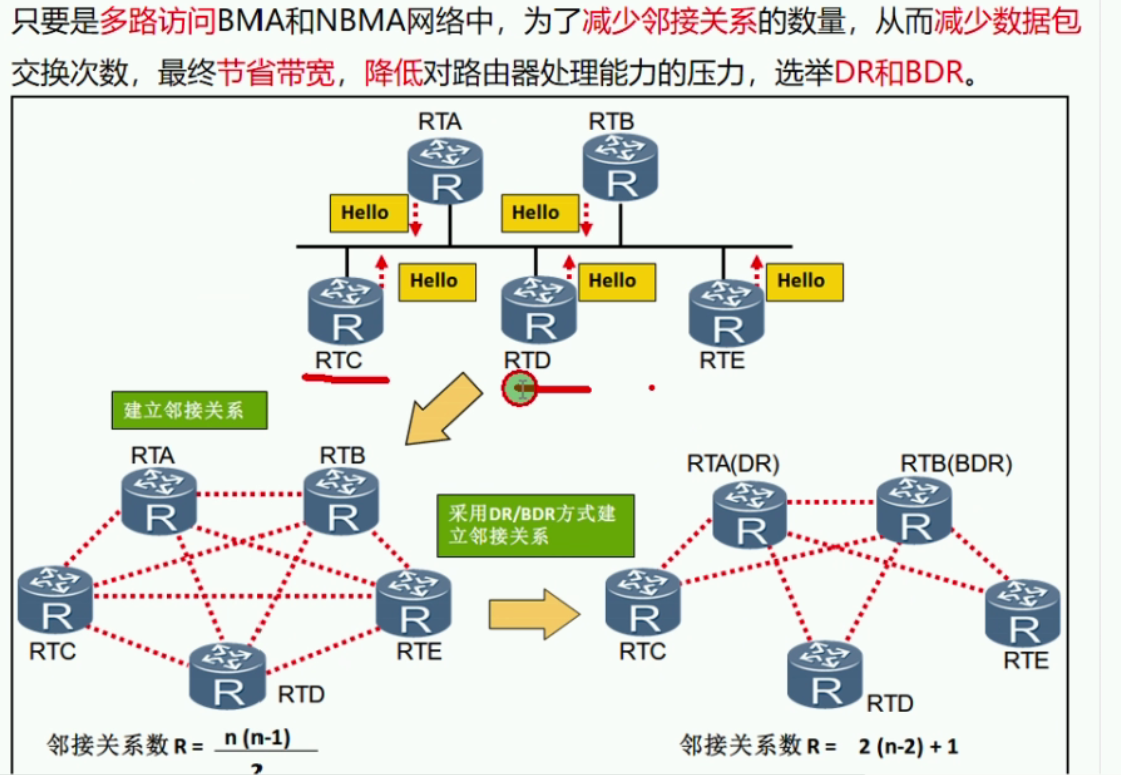 只要是多路访问BMA和NBMA网络中，为了减少邻接关系的数量，从而减少数据包
交换次数，最终节省带宽，降低对路由器处理能力的压力，选举DR和BDR。
RTA
RTB
R
R
Hello
Hello
Hello
Hello
Hello
R
R
R
RTC
RTD
RTE
建立邻接关系
RTA
RTB
R
R
R
R
RTC
RTE
R
RTD
采用DR/BDR方式建
立邻接关系
RTA(DR)
RTB(BDR)
R
R
R
R
RTC
RTE
R
RTD
邻接关系数 R = n (n-1)
2
邻接关系数 R = 2 (n-2) + 1